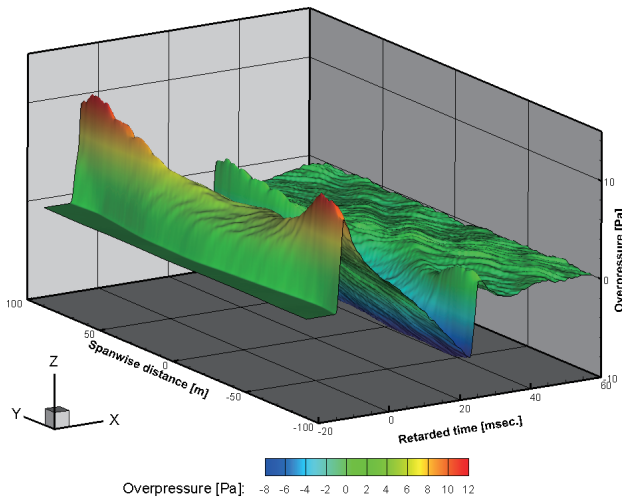 10
0
-10
Overpressure [Pa]
100
50
0
-50
-100
Spanwise distance [m]
-20
0
20
40
60
Retarded time [msec.]
Z
Y
X
Overpressure [Pa]:
-8 -6 -4 -2 0 2 4 6 8 10 12